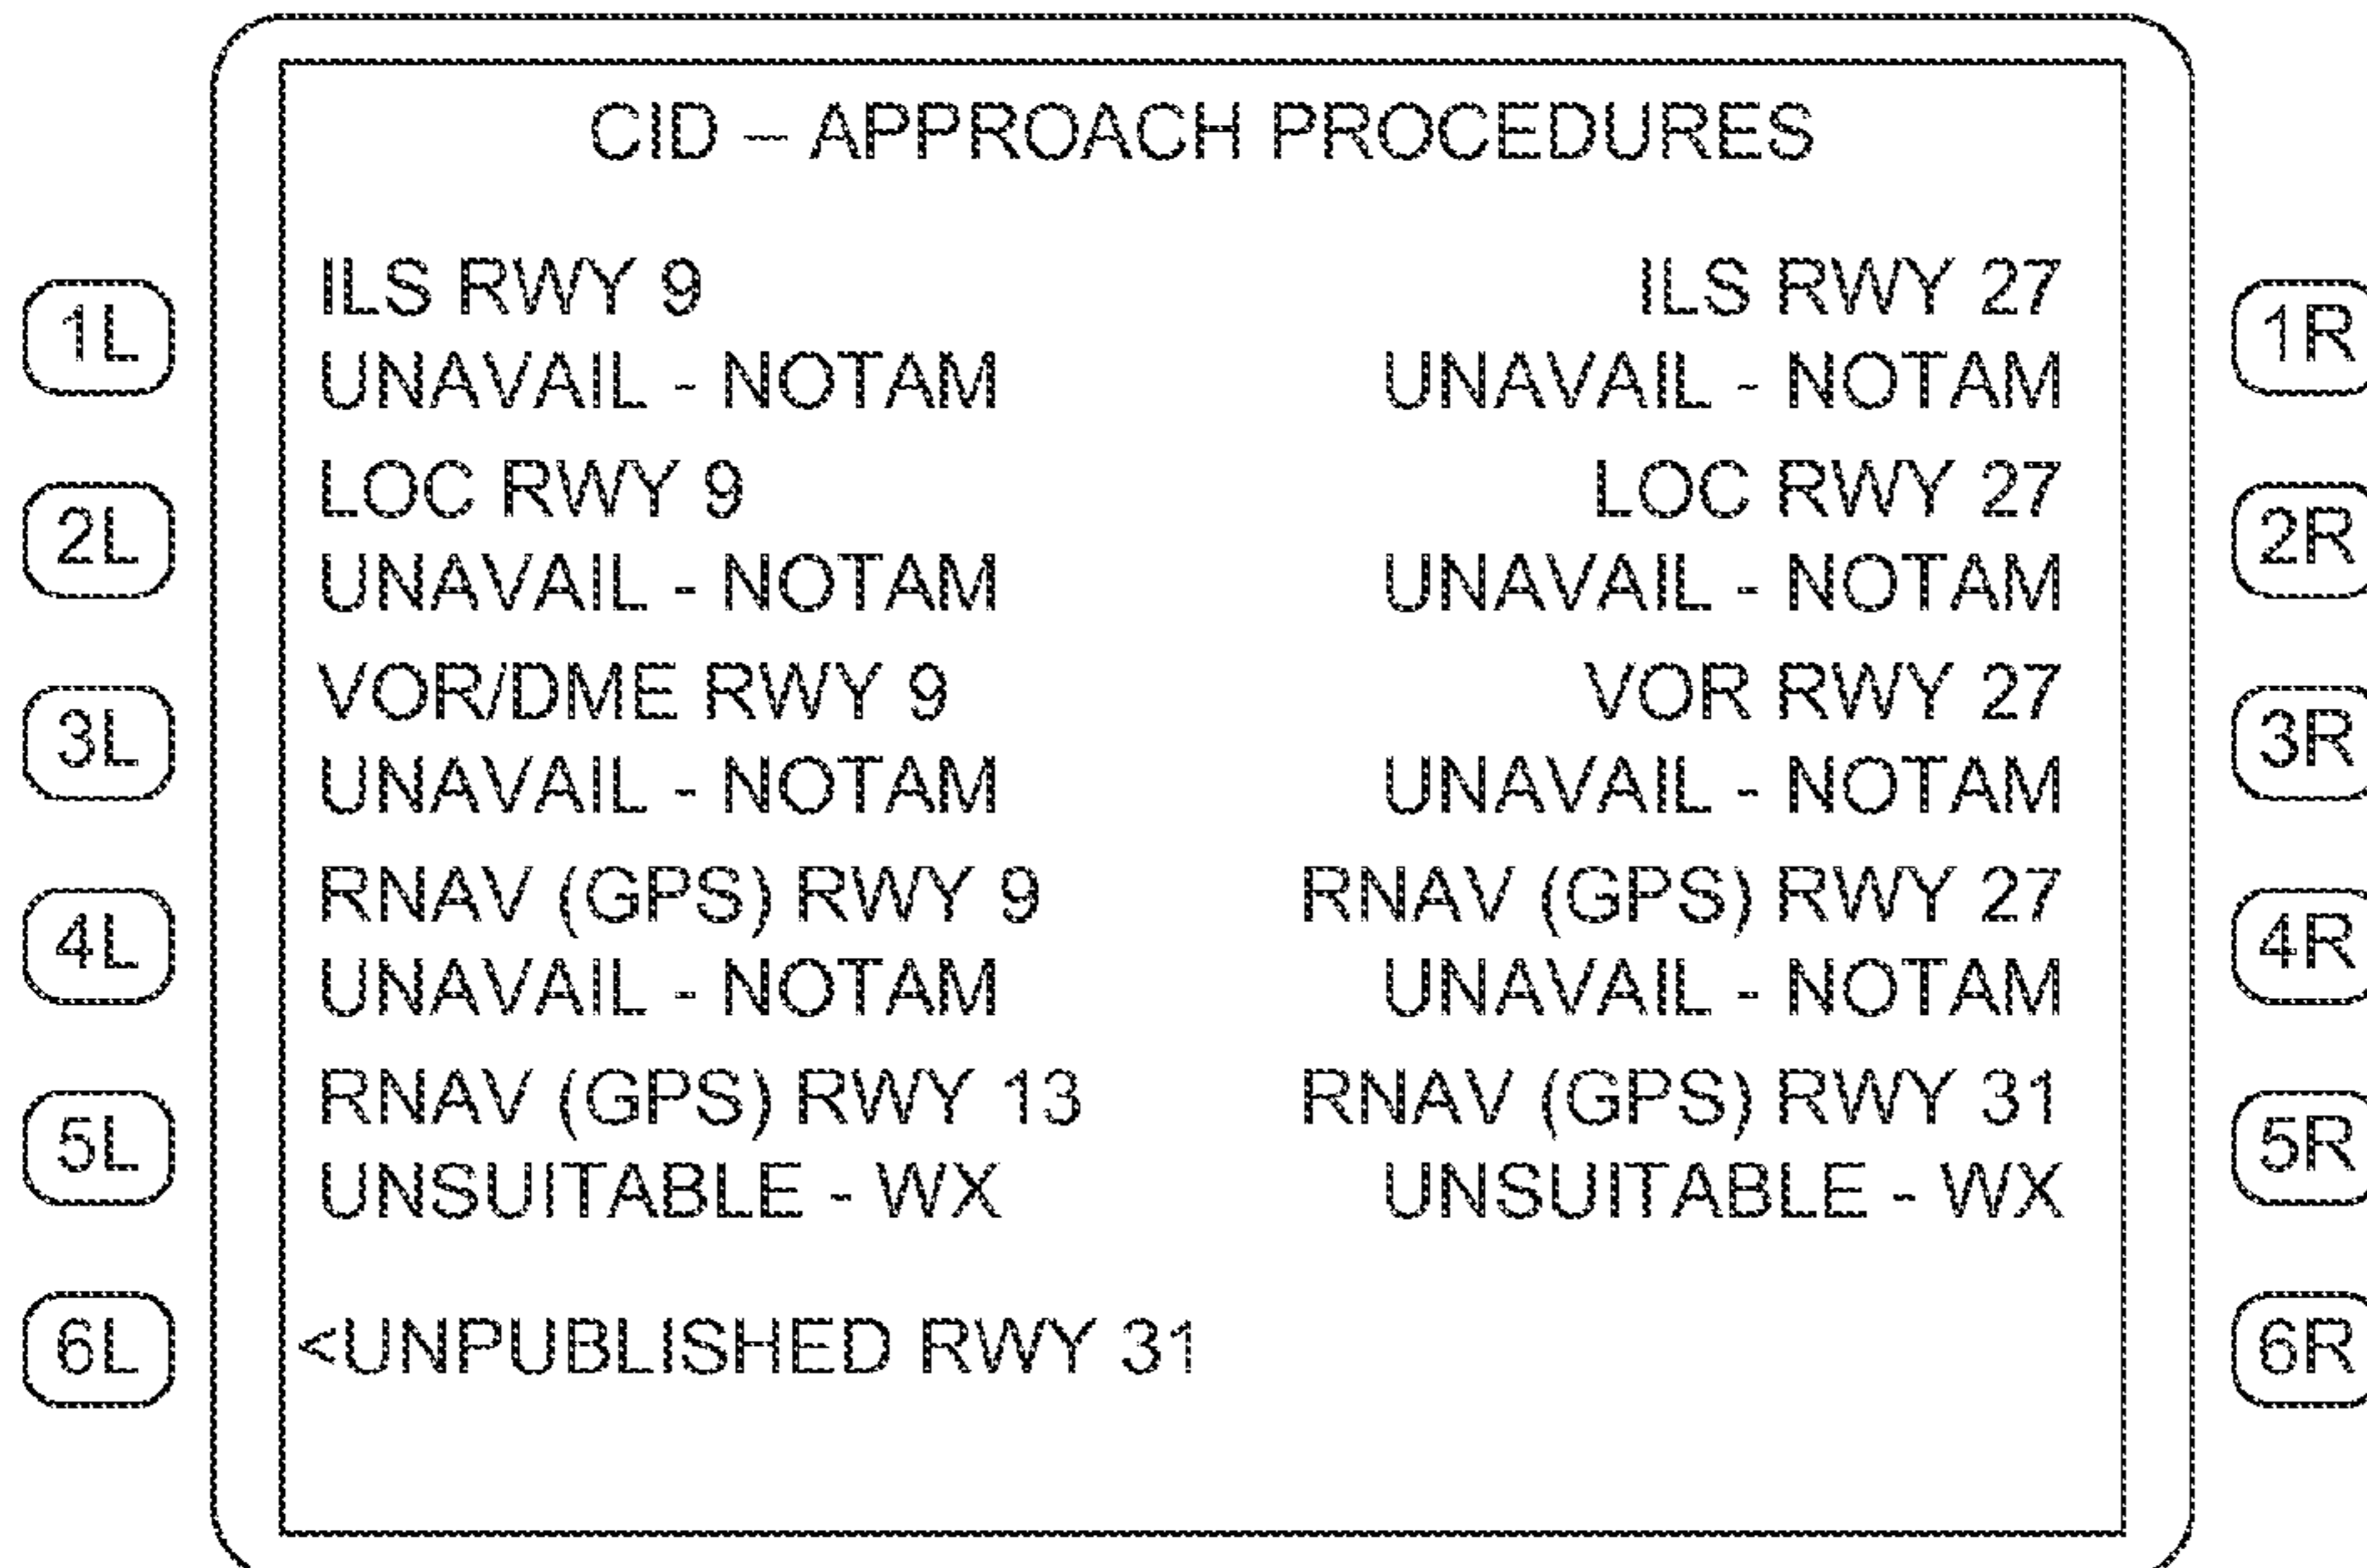 CID – APPROACH PROCEDURES
1L ILS RWY 9 ILS RWY 27 1R
UNAVAIL - NOTAM UNAVAIL - NOTAM
2L LOC RWY 9 LOC RWY 27 2R
UNAVAIL - NOTAM UNAVAIL - NOTAM
3L VOR/DME RWY 9 VOR RWY 27 3R
UNAVAIL - NOTAM UNAVAIL - NOTAM
4L RNAV (GPS) RWY 9 RNAV (GPS) RWY 27 4R
UNAVAIL - NOTAM UNAVAIL - NOTAM
5L RNAV (GPS) RWY 13 RNAV (GPS) RWY 31 5R
UNSUITABLE - WX UNSUITABLE - WX
6L <UNPUBLISHED RWY 31 6R